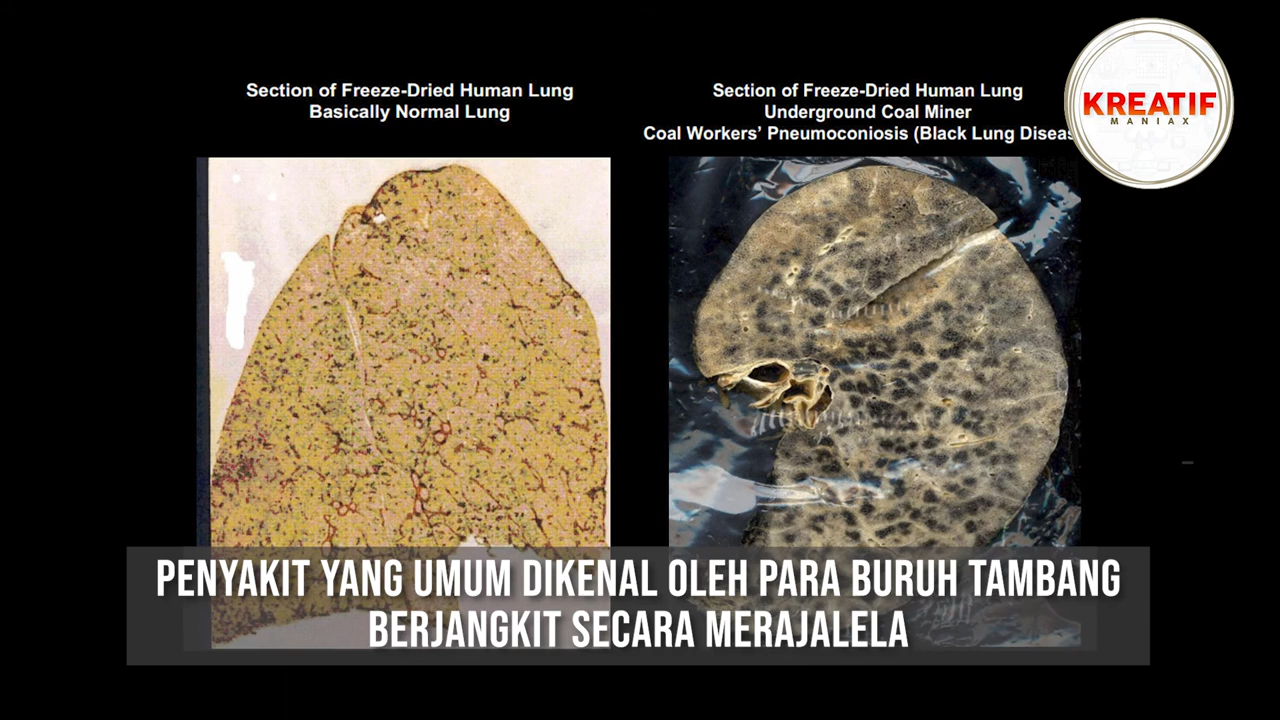 Section of Freeze-Dried Human Lung
Basically Normal Lung
Section of Freeze-Dried Human Lung
Underground Coal Miner
Coal Workers’ Pneumoconiosis (Black Lung Diseas
KREATIF
MANIAX
PENYAKIT YANG UMUM DIKENAL OLEH PARA BURUH TAMBANG
BERJANGKIT SECARA MERAJALELA